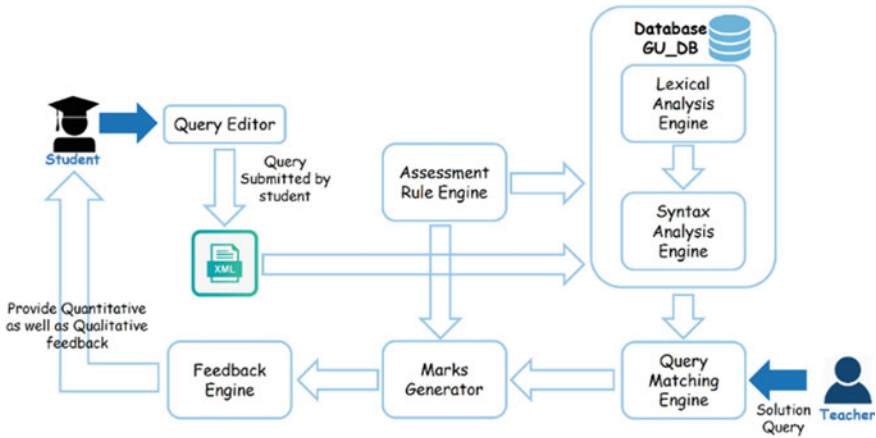 Database
GU_DB
Lexical
Analysis
Engine
Student
Query Editor
Query
Submitted by
student
Assessment
Rule Engine
Syntax
Analysis
Engine
XML
Provide Quantitative
as well as Qualitative
feedback
Feedback
Engine
Marks
Generator
Query
Matching
Engine
Solution
Query
Teacher